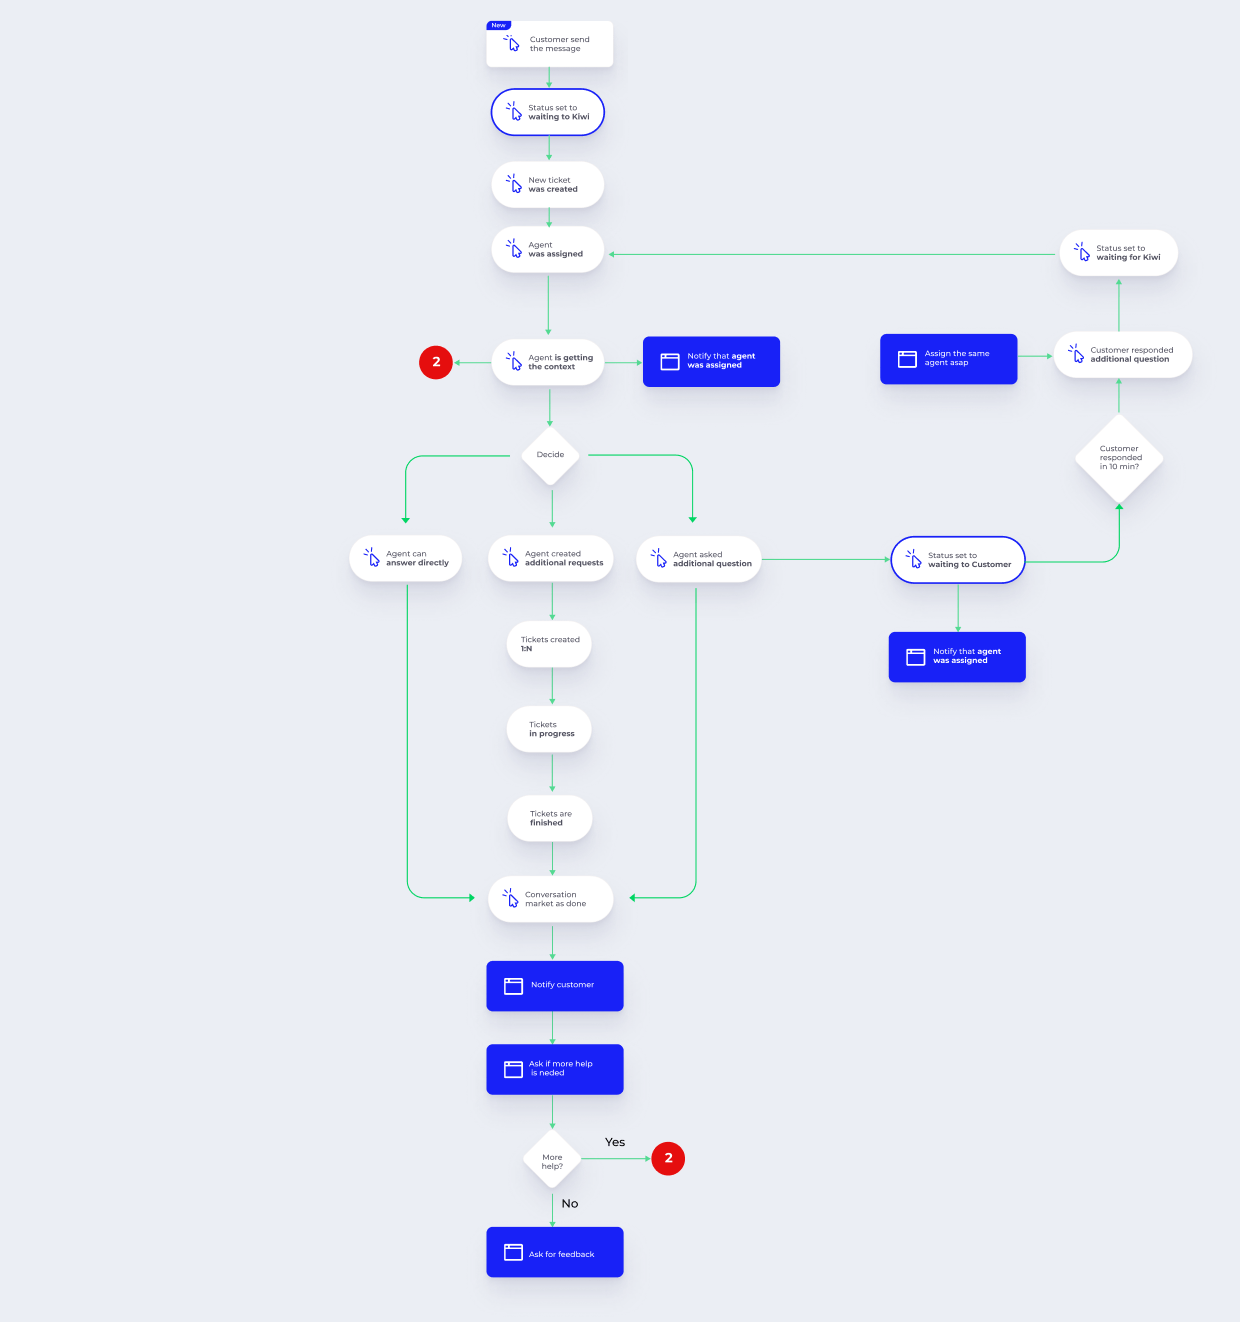 New
Customer send
the message
Status set to
waiting to Kiwi
New ticket
was created
Agent
was assigned
Status set to
waiting for Kiwi
2
Agent is getting
the context
Notify that agent
was assigned
Assign the same
agent asap
Customer responded
additional question
Decide
Customer
responded
in 10 min?
Agent can
answer directly
Agent created
additional requests
Agent asked
additional question
Status set to
waiting to Customer
Tickets created
1:N
Notify that agent
was assigned
Tickets
in progress
Tickets are
finished
Conversation
market as done
Notify customer
Ask if more help
is neded
More
help?
Yes
2
No
Ask for feedback